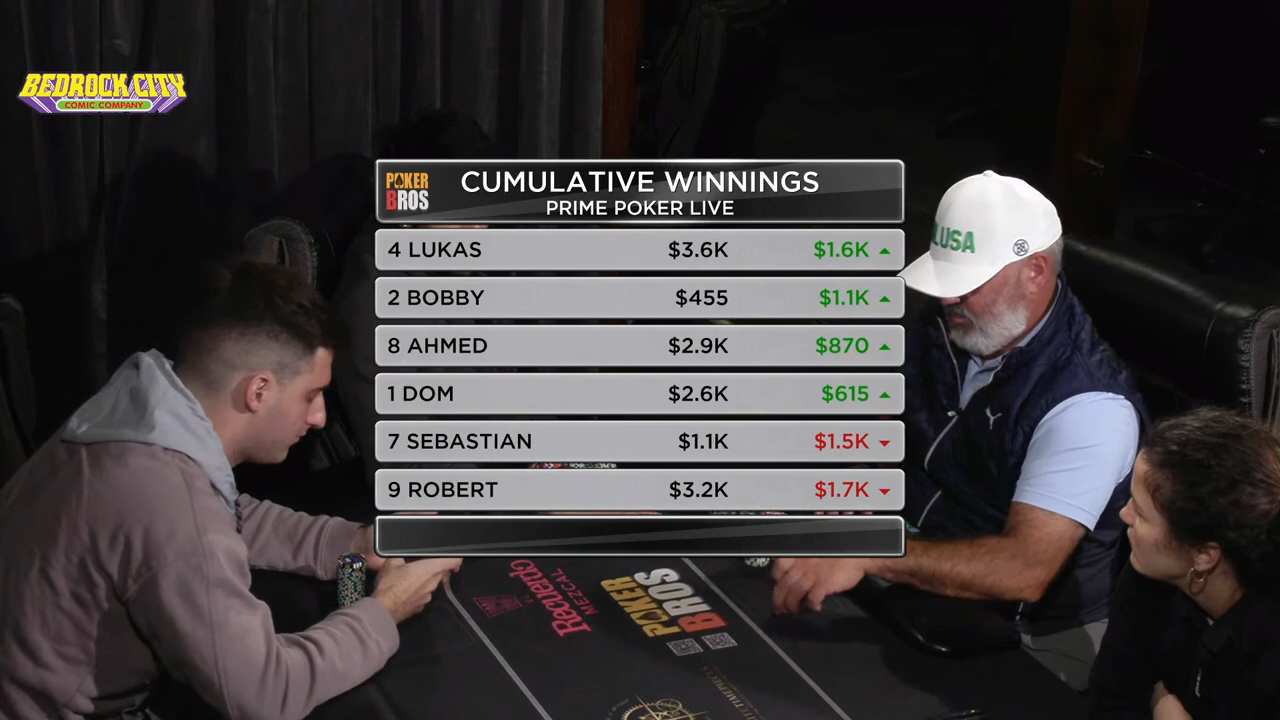 BEDROCK CITY
COMIC COMPANY
POKER
BROS
CUMULATIVE WINNINGS
PRIME POKER LIVE
4 LUKAS $3.6K $1.6K
2 BOBBY $455 $1.1K
8 AHMED $2.9K $870
1 DOM $2.6K $615
7 SEBASTIAN $1.1K $1.5K
9 ROBERT $3.2K $1.7K
USA
Recuerdo
MEZCAL
POKER
BROS